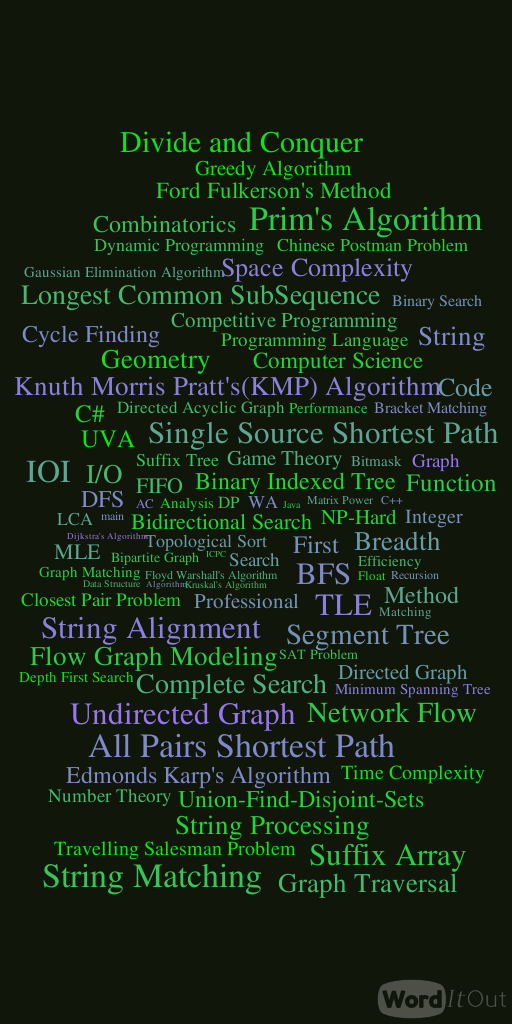 Divide and Conquer
Greedy Algorithm
Ford Fulkerson's Method
Combinatorics Prim's Algorithm
Dynamic Programming Chinese Postman Problem
Gaussian Elimination Algorithm Space Complexity
Longest Common SubSequence Binary Search
Competitive Programming
Cycle Finding Programming Language String
Geometry Computer Science
Knuth Morris Pratt's(KMP) Algorithm Code
C# Directed Acyclic Graph Performance Bracket Matching
UVA Single Source Shortest Path
Suffix Tree Game Theory Bitmask Graph
IOI I/O FIFO Binary Indexed Tree Function
DFS AC Analysis DP WA Java Matrix Power C++
LCA main Bidirectional Search NP-Hard Integer
Dijkstra's Algorithm Topological Sort First Breadth
MLE Bipartite Graph ICPC Search Efficiency
Graph Matching Floyd Warshall's Algorithm BFS Float Recursion
Data Structure Algorithm Kruskal's Algorithm
Closest Pair Problem Professional TLE Method
Matching
String Alignment Segment Tree
Flow Graph Modeling SAT Problem
Depth First Search Complete Search Directed Graph
Minimum Spanning Tree
Undirected Graph Network Flow
All Pairs Shortest Path
Edmonds Karp's Algorithm Time Complexity
Number Theory Union-Find-Disjoint-Sets
String Processing
Travelling Salesman Problem Suffix Array
String Matching Graph Traversal
WordItOut